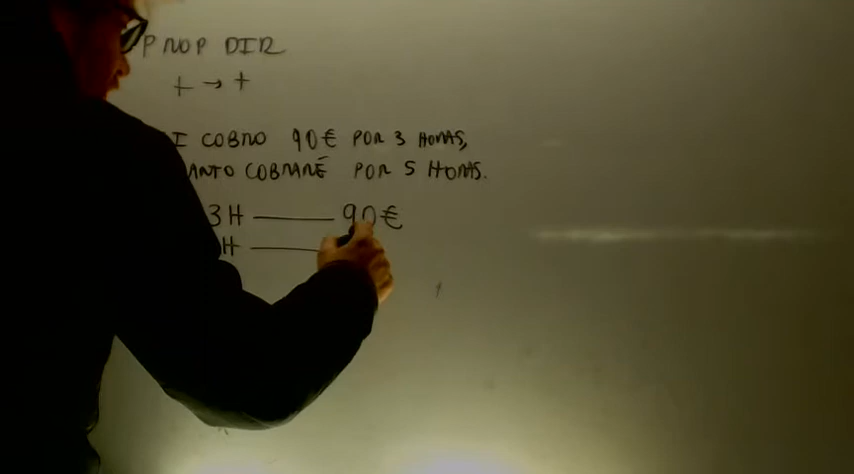 PROP DIR
+ → +
I COBRO 90€ POR 3 HORAS,
ANTO COBRARÉ POR 5 HORAS.
3H —— 90€
H ——